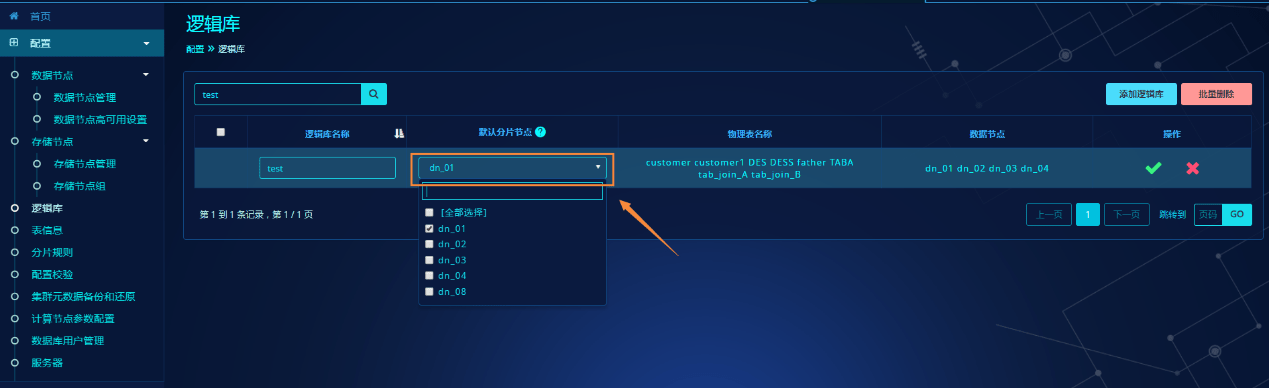 首页
配置
数据节点
数据节点管理
数据节点高可用设置
存储节点
存储节点管理
存储节点组
逻辑库
表信息
分片规则
配置校验
集群元数据备份和还原
计算节点参数配置
数据库用户管理
服务器
逻辑库
配置 » 逻辑库
test
添加逻辑库 批量删除
逻辑库名称 默认分片节点 ? 物理表名称 数据节点 操作
test dn_01 customer customer1 DES DESS father TABA dn_01 dn_02 dn_03 dn_04
tab_join_A tab_join_B
[全部选择]
dn_01
dn_02
dn_03
dn_04
dn_08
第 1 到 1 条记录，第 1 / 1 页 上一页 1 下一页 跳转到 页码 GO